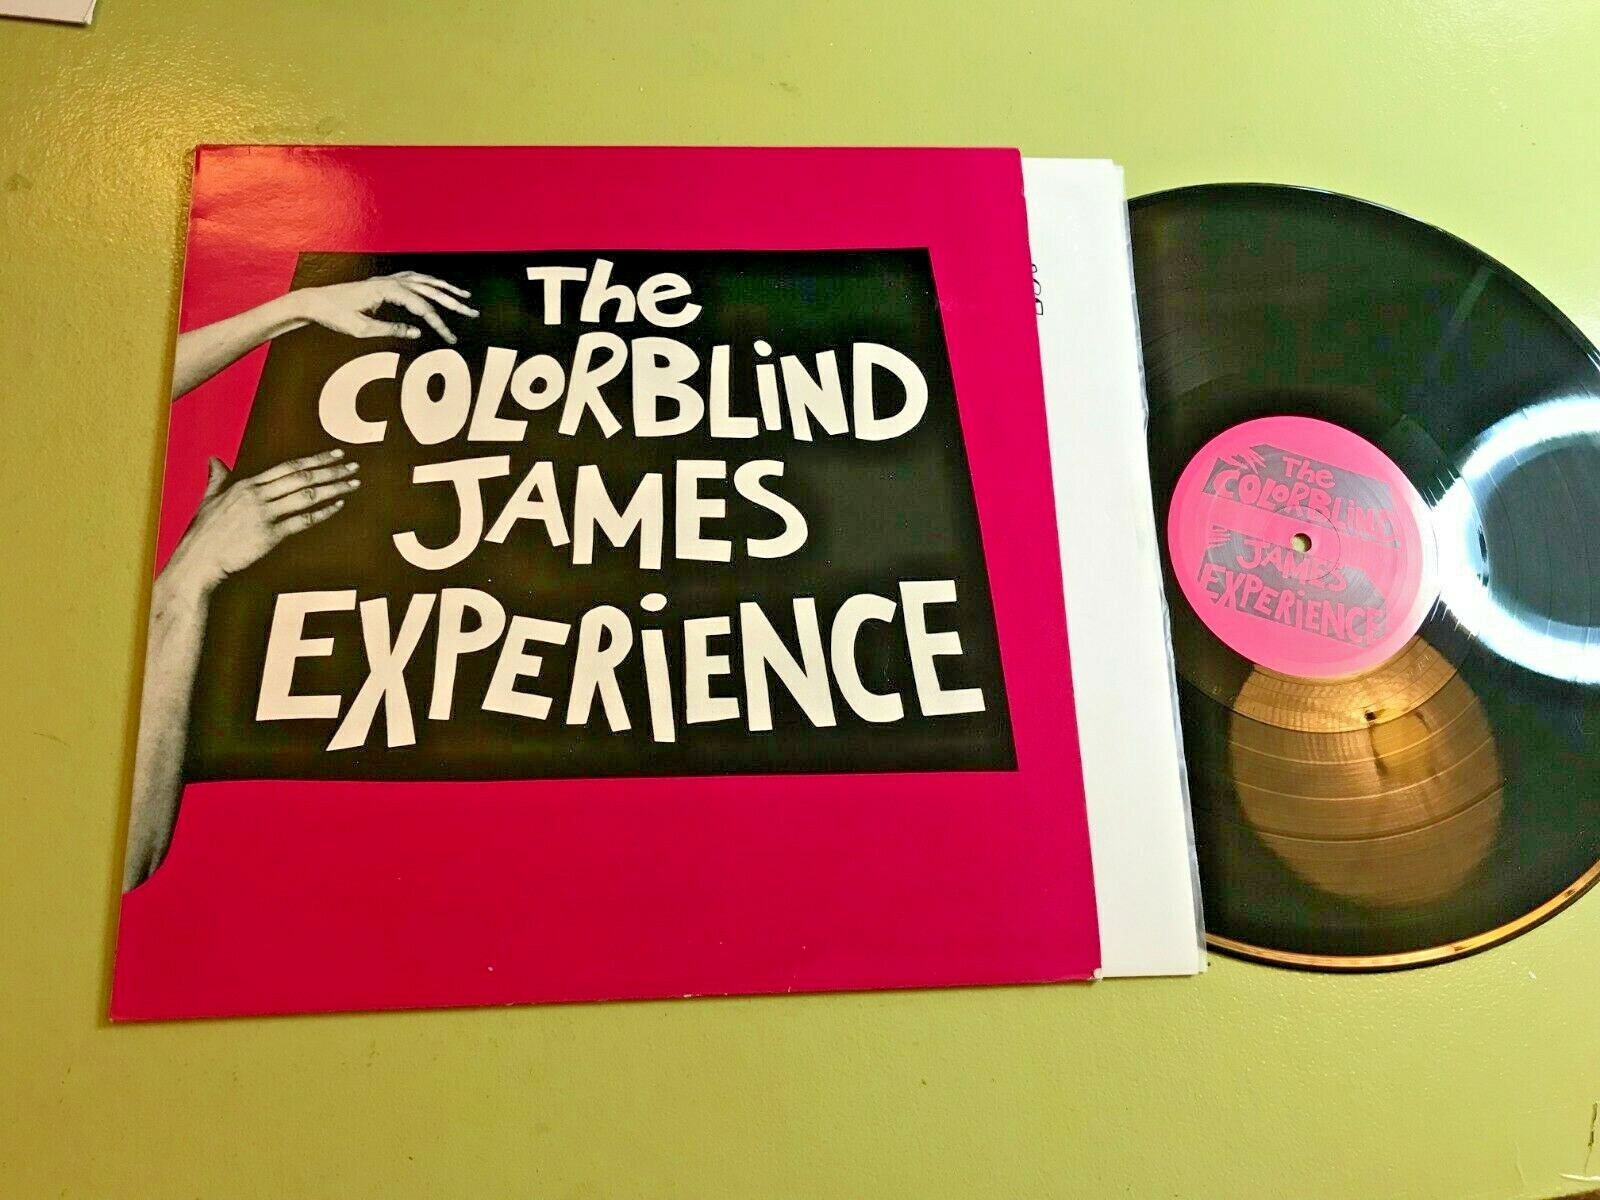 The
COLORBLiND
JAMES
EXPERiENCE
The
COLORBLiND
JAMES
EXPERiENCE